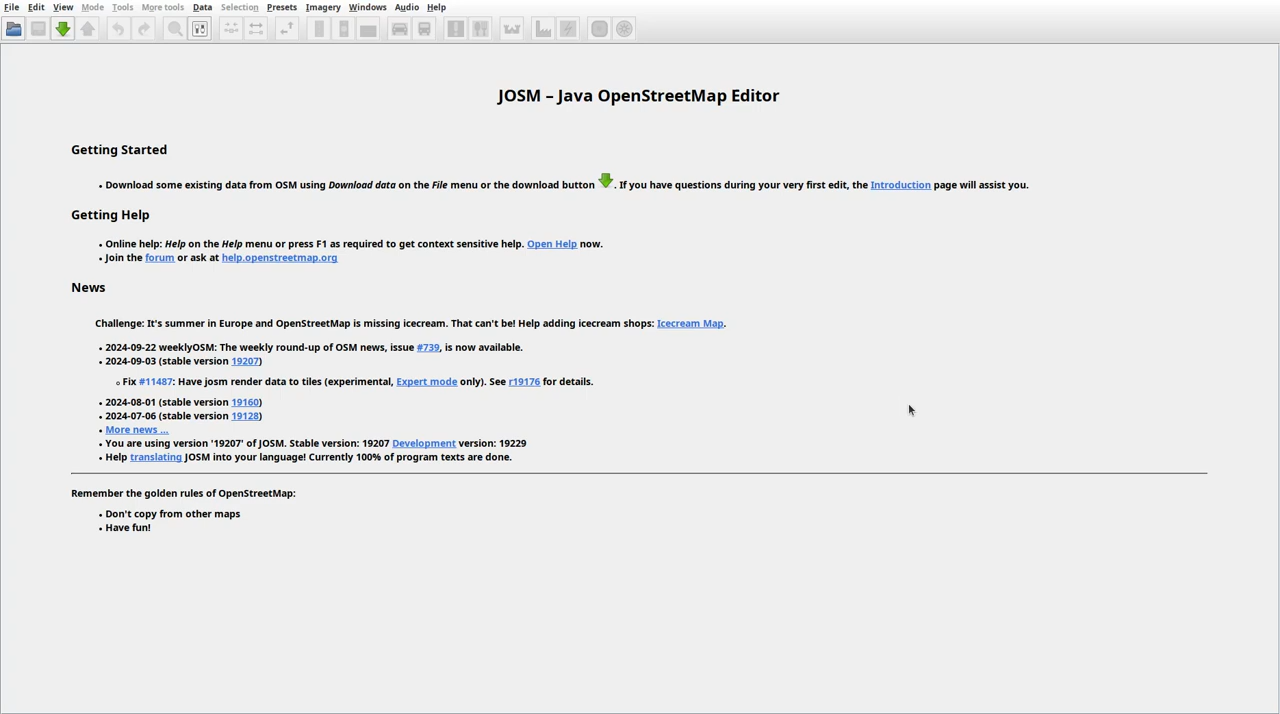 File Edit View Mode Tools More tools Data Selection Presets Imagery Windows Audio Help
JOSM – Java OpenStreetMap Editor
Getting Started
• Download some existing data from OSM using Download data on the File menu or the download button . If you have questions during your very first edit, the Introduction page will assist you.
Getting Help
• Online help: Help on the Help menu or press F1 as required to get context sensitive help. Open Help now.
• Join the forum or ask at help.openstreetmap.org
News
Challenge: It's summer in Europe and OpenStreetMap is missing icecream. That can't be! Help adding icecream shops: Icecream Map.
• 2024-09-22 weeklyOSM: The weekly round-up of OSM news, issue #739, is now available.
• 2024-09-03 (stable version 19207)
◦ Fix #11487: Have josm render data to tiles (experimental, Expert mode only). See r19176 for details.
• 2024-08-01 (stable version 19160)
• 2024-07-06 (stable version 19128)
• More news ...
• You are using version '19207' of JOSM. Stable version: 19207 Development version: 19229
• Help translating JOSM into your language! Currently 100% of program texts are done.
Remember the golden rules of OpenStreetMap:
• Don't copy from other maps
• Have fun!